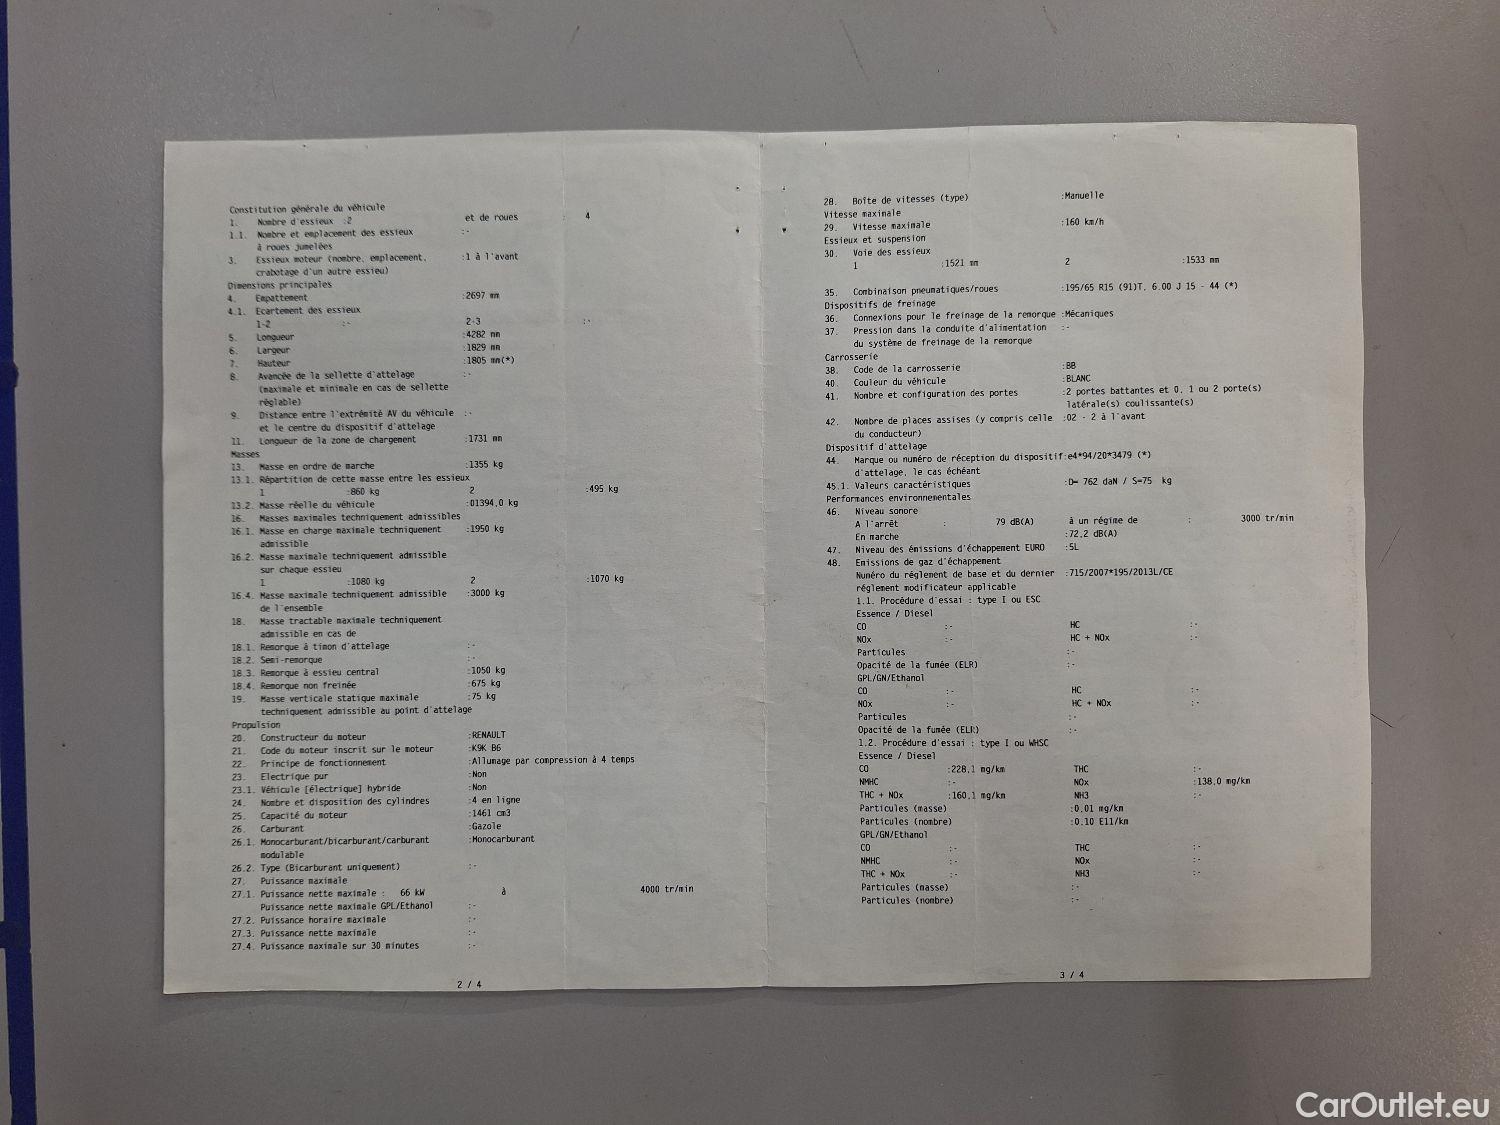 Constitution générale du véhicule
1. Nombre d'essieux :2 et de roues : 4
1.1. Nombre et emplacement des essieux :-
à roues jumelées
3. Essieux moteur (nombre, emplacement, :1 à l'avant
crabotage d'un autre essieu)
Dimensions principales
4. Empattement :2697 mm
4.1. Ecartement des essieux
1-2 :- 2-3 :-
5. Longueur :4282 mm
6. Largeur :1829 mm
7. Hauteur :1805 mm(*)
8. Avancée de la sellette d'attelage :-
(maximale et minimale en cas de sellette
réglable)
9. Distance entre l'extrémité AV du véhicule :-
et le centre du dispositif d'attelage
11. Longueur de la zone de chargement :1731 mm
Masses
13. Masse en ordre de marche :1355 kg
13.1. Répartition de cette masse entre les essieux
1 :860 kg 2 :495 kg
13.2. Masse réelle du véhicule :01394,0 kg
16. Masses maximales techniquement admissibles
16.1. Masse en charge maximale techniquement :1950 kg
admissible
16.2. Masse maximale techniquement admissible
sur chaque essieu
1 :1080 kg 2 :1070 kg
16.4. Masse maximale techniquement admissible :3000 kg
de l'ensemble
18. Masse tractable maximale techniquement
admissible en cas de
18.1. Remorque à timon d'attelage :-
18.2. Semi-remorque :-
18.3. Remorque à essieu central :1050 kg
18.4. Remorque non freinée :675 kg
19. Masse verticale statique maximale :75 kg
techniquement admissible au point d'attelage
Propulsion
20. Constructeur du moteur :RENAULT
21. Code du moteur inscrit sur le moteur :K9K B6
22. Principe de fonctionnement :Allumage par compression à 4 temps
23. Electrique pur :Non
23.1. Véhicule [électrique] hybride :Non
24. Nombre et disposition des cylindres :4 en ligne
25. Capacité du moteur :1461 cm3
26. Carburant :Gazole
26.1. Monocarburant/bicarburant/carburant :Monocarburant
modulable
26.2. Type (Bicarburant uniquement) :-
27. Puissance maximale
27.1. Puissance nette maximale : 66 kW à 4000 tr/min
Puissance nette maximale GPL/Ethanol :-
27.2. Puissance horaire maximale :-
27.3. Puissance nette maximale :-
27.4. Puissance maximale sur 30 minutes :-
2 / 4
28. Boîte de vitesses (type) :Manuelle
Vitesse maximale
29. Vitesse maximale :160 km/h
Essieux et suspension
30. Voie des essieux
1 :1521 mm 2 :1533 mm
35. Combinaison pneumatiques/roues :195/65 R15 (91)T, 6.00 J 15 - 44 (*)
Dispositifs de freinage
36. Connexions pour le freinage de la remorque :Mécaniques
37. Pression dans la conduite d'alimentation :-
du système de freinage de la remorque
Carrosserie
38. Code de la carrosserie :BB
40. Couleur du véhicule :BLANC
41. Nombre et configuration des portes :2 portes battantes et 0, 1 ou 2 porte(s)
latérale(s) coulissante(s)
42. Nombre de places assises (y compris celle :02 - 2 à l'avant
du conducteur)
Dispositif d'attelage
44. Marque ou numéro de réception du dispositif:e4*94/20*3479 (*)
d'attelage, le cas échéant
45.1. Valeurs caractéristiques :D= 762 daN / S=75 kg
Performances environnementales
46. Niveau sonore
A l'arrêt : 79 dB(A) à un régime de : 3000 tr/min
En marche :72,2 dB(A)
47. Niveau des émissions d'échappement EURO :5L
48. Emissions de gaz d'échappement
Numéro du réglement de base et du dernier :715/2007*195/2013L/CE
réglement modificateur applicable
1.1. Procédure d'essai : type I ou ESC
Essence / Diesel
CO :- HC :-
NOx :- HC + NOx :-
Particules :-
Opacité de la fumée (ELR) :-
GPL/GN/Ethanol
CO :- HC :-
NOx :- HC + NOx :-
Particules :-
Opacité de la fumée (ELR) :-
1.2. Procédure d'essai : type I ou WHSC
Essence / Diesel
CO :228,1 mg/km THC :-
NMHC :- NOx :138,0 mg/km
THC + NOx :160,1 mg/km NH3 :-
Particules (masse) :0,01 mg/km
Particules (nombre) :0,10 E11/km
GPL/GN/Ethanol
CO :- THC :-
NMHC :- NOx :-
THC + NOx :- NH3 :-
Particules (masse) :-
Particules (nombre) :-
3 / 4
CarOutlet.eu